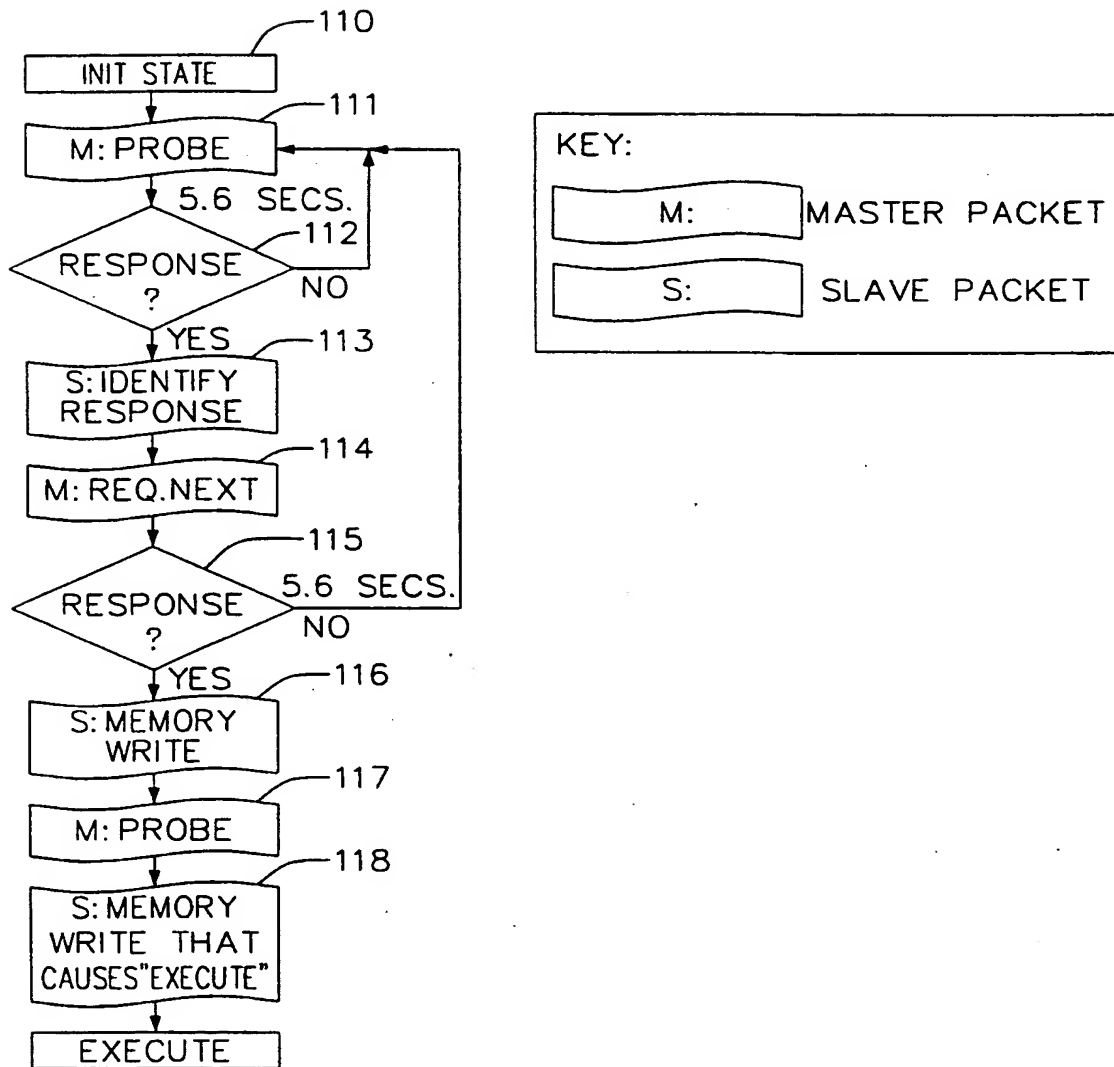 110
INIT STATE
111
M: PROBE
5.6 SECS.
112
RESPONSE
?
NO
YES
113
S: IDENTIFY
RESPONSE
114
M: REQ.NEXT
115
RESPONSE
?
5.6 SECS.
NO
YES
116
S: MEMORY
WRITE
117
M: PROBE
118
S: MEMORY
WRITE THAT
CAUSES"EXECUTE"
EXECUTE
KEY:
M: MASTER PACKET
S: SLAVE PACKET